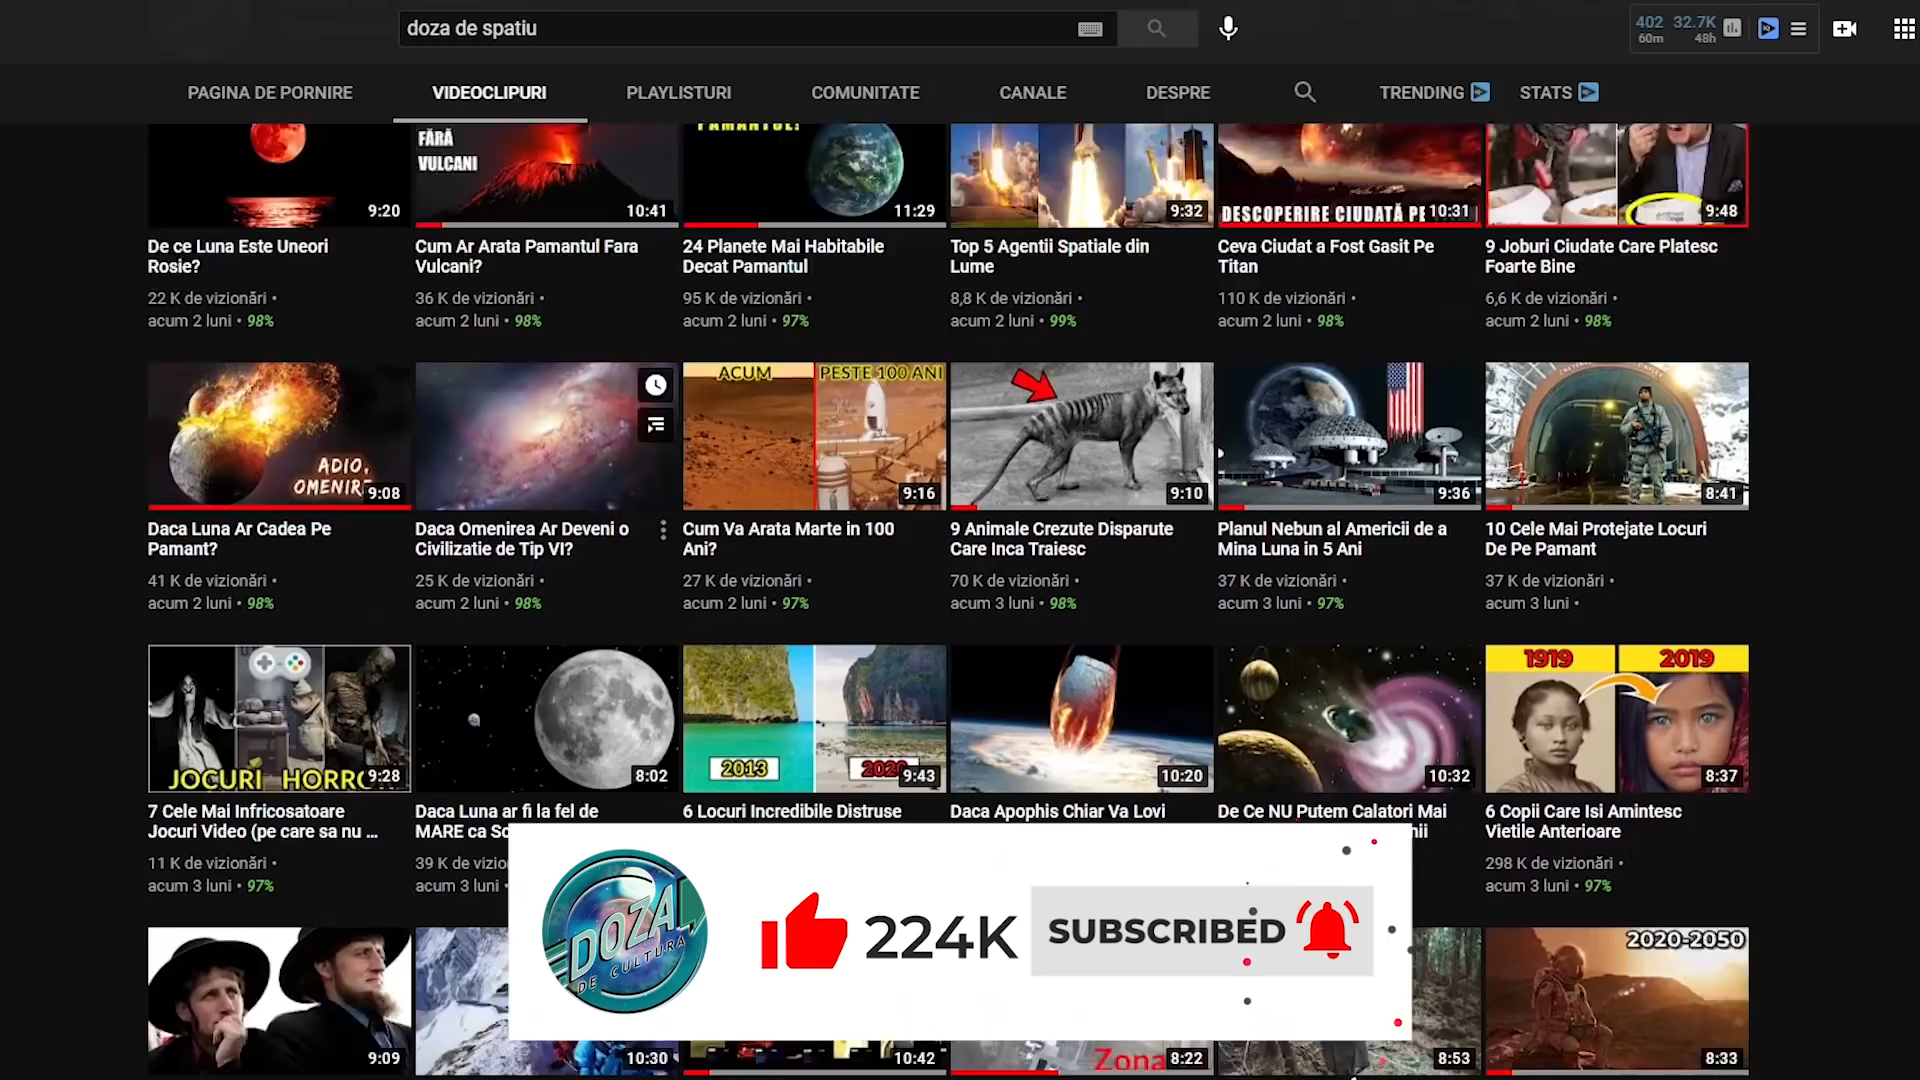 doza de spatiu
402 32.7K
60m 48h
PAGINA DE PORNIRE VIDEOCLIPURI PLAYLISTURI COMUNITATE CANALE DESPRE TRENDING STATS
FĂRĂ
VULCANI
DESCOPERIRE CIUDATĂ PE
9:20 10:41 11:29 9:32 10:31 9:48
De ce Luna Este Uneori
Rosie?
22 K de vizionări •
acum 2 luni • 98%
Cum Ar Arata Pamantul Fara
Vulcani?
36 K de vizionări •
acum 2 luni • 98%
24 Planete Mai Habitabile
Decat Pamantul
95 K de vizionări •
acum 2 luni • 97%
Top 5 Agentii Spatiale din
Lume
8,8 K de vizionări •
acum 2 luni • 99%
Ceva Ciudat a Fost Gasit Pe
Titan
110 K de vizionări •
acum 2 luni • 98%
9 Joburi Ciudate Care Platesc
Foarte Bine
6,6 K de vizionări •
acum 2 luni • 98%
ADIO,
OMENIRE
ACUM PESTE 100 ANI
9:08 9:16 9:10 9:36 8:41
Daca Luna Ar Cadea Pe
Pamant?
41 K de vizionări •
acum 2 luni • 98%
Daca Omenirea Ar Deveni o
Civilizatie de Tip VI?
25 K de vizionări •
acum 2 luni • 98%
Cum Va Arata Marte in 100
Ani?
27 K de vizionări •
acum 2 luni • 97%
9 Animale Crezute Disparute
Care Inca Traiesc
70 K de vizionări •
acum 3 luni • 98%
Planul Nebun al Americii de a
Mina Luna in 5 Ani
37 K de vizionări •
acum 3 luni • 97%
10 Cele Mai Protejate Locuri
De Pe Pamant
37 K de vizionări •
acum 3 luni •
JOCURI HORRO
2013 2020
1919 2019
9:28 8:02 9:43 10:20 10:32 8:37
7 Cele Mai Infricosatoare
Jocuri Video (pe care sa nu ...
11 K de vizionări •
acum 3 luni • 97%
Daca Luna ar fi la fel de
MARE ca So
39 K de vizio
acum 3 luni
6 Locuri Incredibile Distruse
Daca Apophis Chiar Va Lovi
De Ce NU Putem Calatori Mai
6 Copii Care Isi Amintesc
Vietile Anterioare
298 K de vizionări •
acum 3 luni • 97%
DOZA
DE CULTURA
224K
SUBSCRIBED
2020-2050
Zona
9:09 10:30 10:42 8:22 8:53 8:33